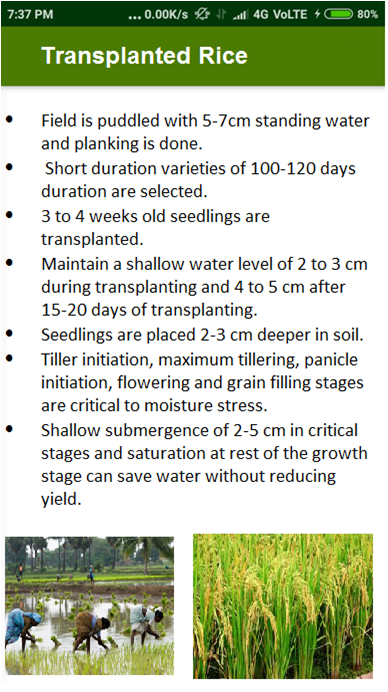 7:37 PM ... 0.00K/s 4G VoLTE 80%
Transplanted Rice
• Field is puddled with 5-7cm standing water
and planking is done.
• Short duration varieties of 100-120 days
duration are selected.
• 3 to 4 weeks old seedlings are
transplanted.
• Maintain a shallow water level of 2 to 3 cm
during transplanting and 4 to 5 cm after
15-20 days of transplanting.
• Seedlings are placed 2-3 cm deeper in soil.
• Tiller initiation, maximum tillering, panicle
initiation, flowering and grain filling stages
are critical to moisture stress.
• Shallow submergence of 2-5 cm in critical
stages and saturation at rest of the growth
stage can save water without reducing
yield.